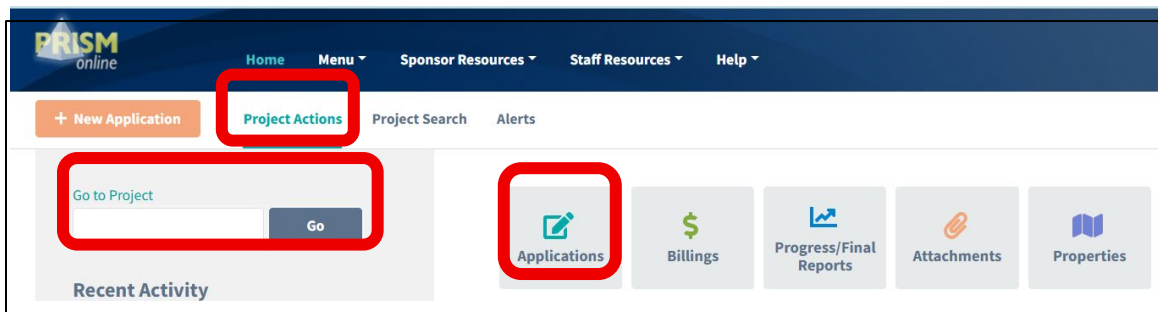 PRISM
online
Home Menu Sponsor Resources Staff Resources Help
+ New Application Project Actions Project Search Alerts
Go to Project
Go
Applications $ Billings Progress/Final Reports Attachments Properties
Recent Activity